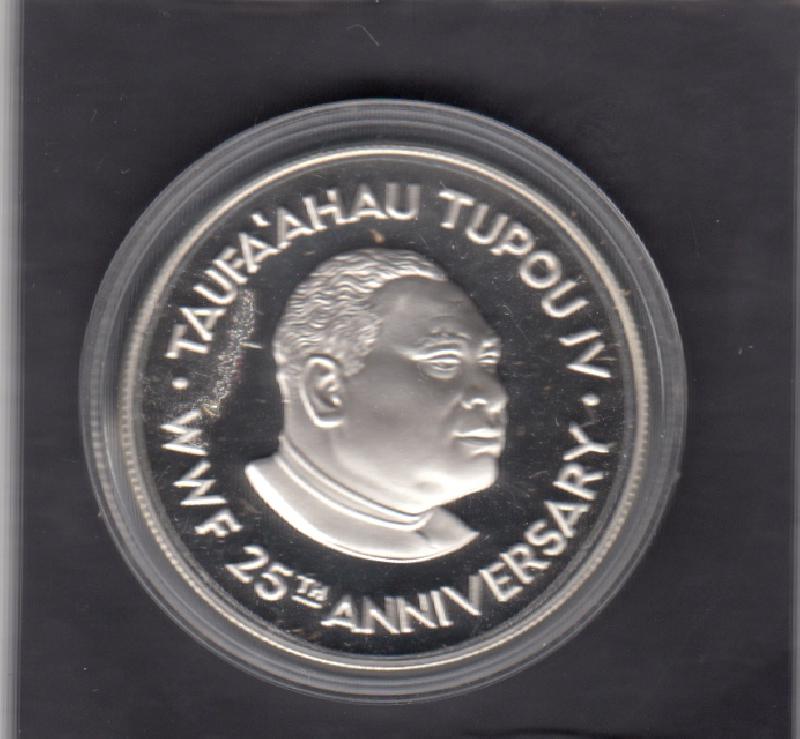 TAUFA'AHAU TUPOU IV
· WWF 25TH ANNIVERSARY ·